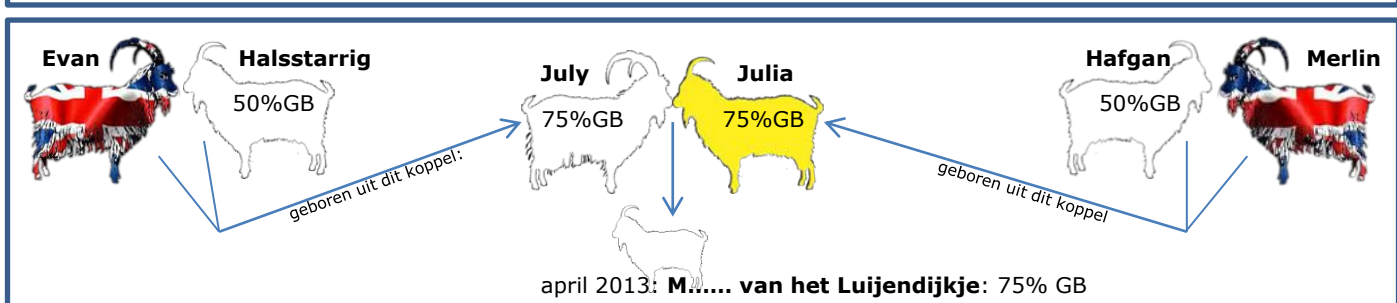 Evan
Halsstarrig
50%GB
July
75%GB
Julia
75%GB
Hafgan
50%GB
Merlin
geboren uit dit koppel:
geboren uit dit koppel
april 2013: M...... van het Luijendijkje: 75% GB